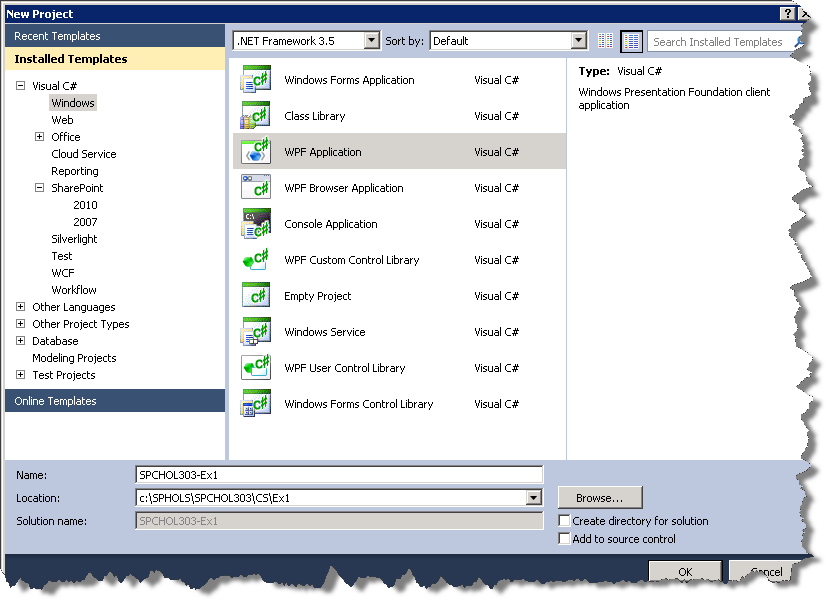 New Project
Recent Templates
Installed Templates
Visual C#
Windows
Web
Office
Cloud Service
Reporting
SharePoint
2010
2007
Silverlight
Test
WCF
Workflow
Other Languages
Other Project Types
Database
Modeling Projects
Test Projects
Online Templates
.NET Framework 3.5 Sort by: Default Search Installed Templates
Windows Forms Application Visual C#
Class Library Visual C#
WPF Application Visual C#
WPF Browser Application Visual C#
Console Application Visual C#
WPF Custom Control Library Visual C#
Empty Project Visual C#
Windows Service Visual C#
WPF User Control Library Visual C#
Windows Forms Control Library Visual C#
Type: Visual C#
Windows Presentation Foundation client
application
Name: SPCHOL303-Ex1
Location: c:\SPHOLS\SPCHOL303\CS\Ex1 Browse...
Solution name: SPCHOL303-Ex1 Create directory for solution
Add to source control
OK Cancel